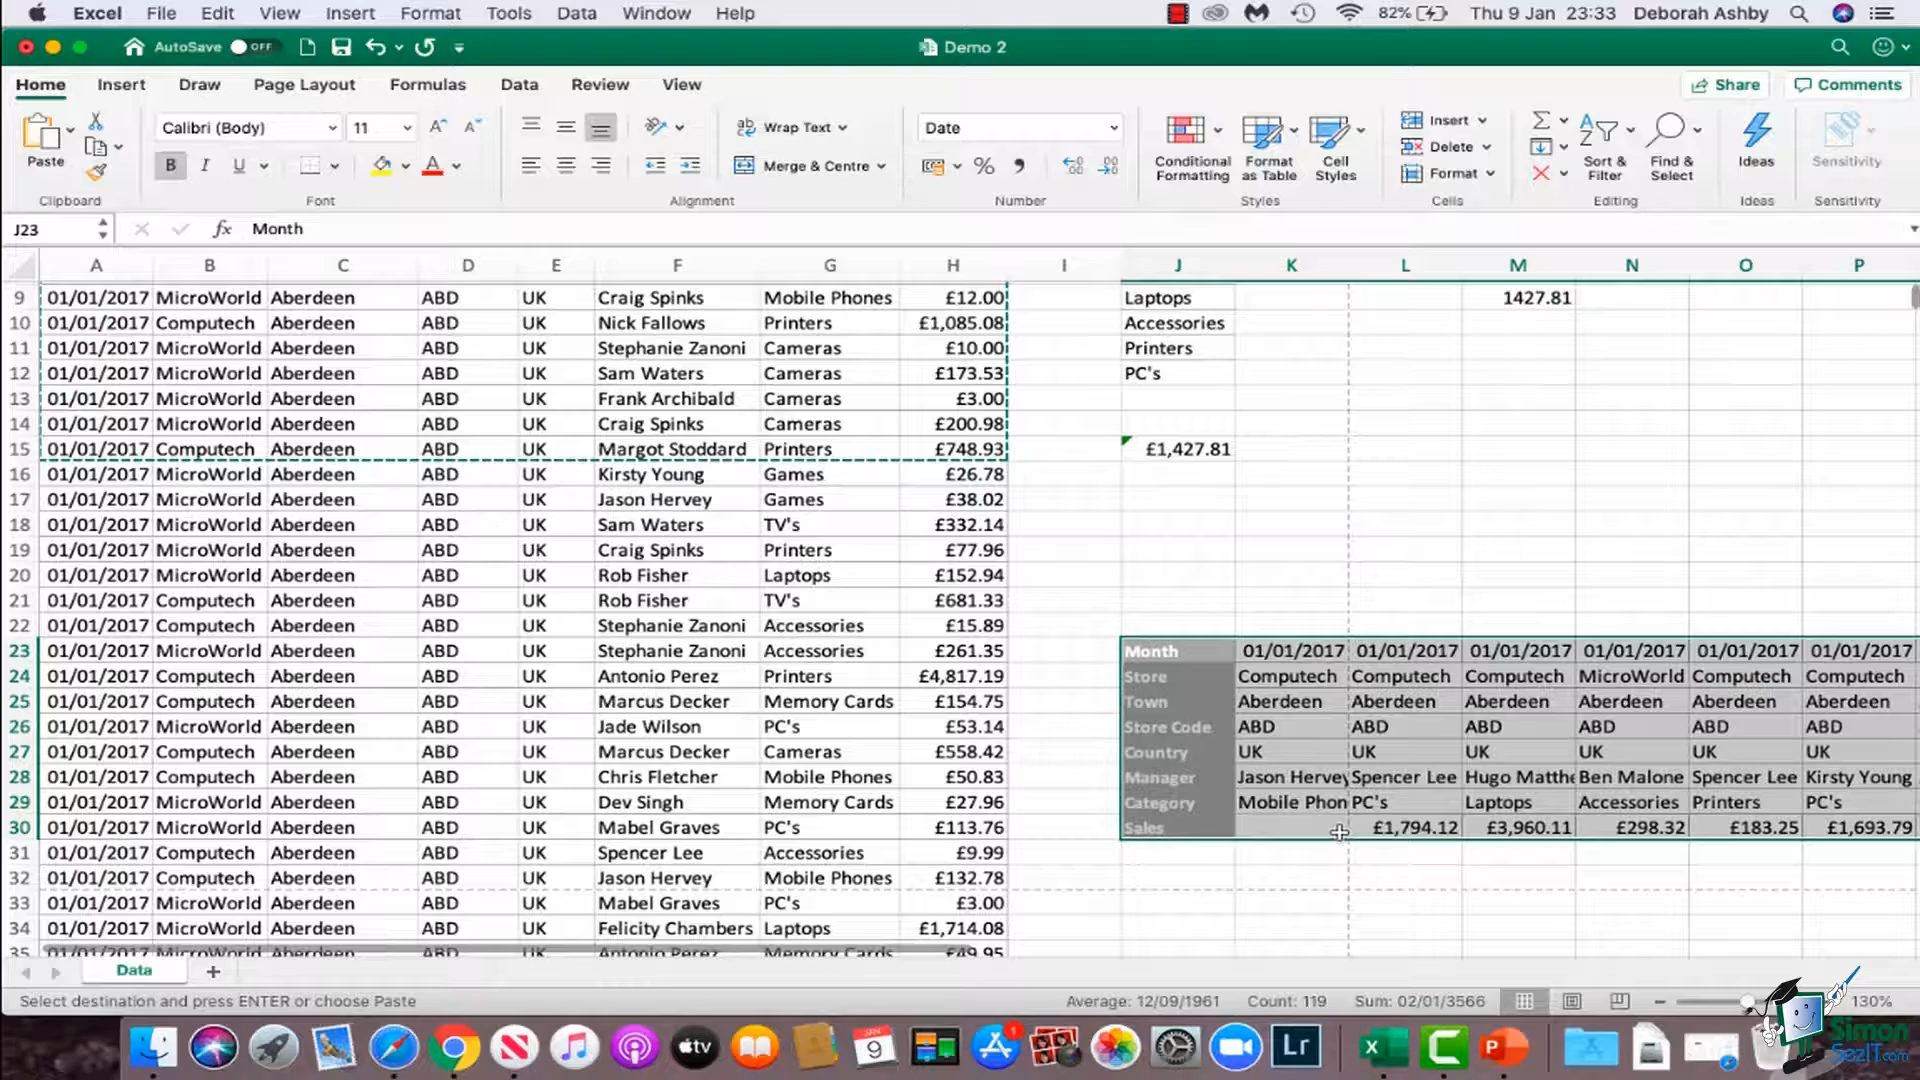 Excel File Edit View Insert Format Tools Data Window Help 82% Thu 9 Jan 23:33 Deborah Ashby
AutoSave OFF Demo 2
Home Insert Draw Page Layout Formulas Data Review View Share Comments
Calibri (Body) 11 Wrap Text Date Insert
Paste B I U Merge & Centre % Conditional Formatting Format as Table Cell Styles Delete Format Sort & Filter Find & Select Ideas Sensitivity
Clipboard Font Alignment Number Styles Cells Editing Ideas Sensitivity
J23 fx Month
A B C D E F G H I J K L M N O P
9 01/01/2017 MicroWorld Aberdeen ABD UK Craig Spinks Mobile Phones £12.00 Laptops 1427.81
10 01/01/2017 Computech Aberdeen ABD UK Nick Fallows Printers £1,085.08 Accessories
11 01/01/2017 MicroWorld Aberdeen ABD UK Stephanie Zanoni Cameras £10.00 Printers
12 01/01/2017 MicroWorld Aberdeen ABD UK Sam Waters Cameras £173.53 PC's
13 01/01/2017 MicroWorld Aberdeen ABD UK Frank Archibald Cameras £3.00
14 01/01/2017 MicroWorld Aberdeen ABD UK Craig Spinks Cameras £200.98
15 01/01/2017 Computech Aberdeen ABD UK Margot Stoddard Printers £748.93 £1,427.81
16 01/01/2017 MicroWorld Aberdeen ABD UK Kirsty Young Games £26.78
17 01/01/2017 MicroWorld Aberdeen ABD UK Jason Hervey Games £38.02
18 01/01/2017 MicroWorld Aberdeen ABD UK Sam Waters TV's £332.14
19 01/01/2017 MicroWorld Aberdeen ABD UK Craig Spinks Printers £77.96
20 01/01/2017 MicroWorld Aberdeen ABD UK Rob Fisher Laptops £152.94
21 01/01/2017 Computech Aberdeen ABD UK Rob Fisher TV's £681.33
22 01/01/2017 Computech Aberdeen ABD UK Stephanie Zanoni Accessories £15.89
23 01/01/2017 MicroWorld Aberdeen ABD UK Stephanie Zanoni Accessories £261.35 Month 01/01/2017 01/01/2017 01/01/2017 01/01/2017 01/01/2017 01/01/2017
24 01/01/2017 Computech Aberdeen ABD UK Antonio Perez Printers £4,817.19 Store Computech Computech Computech MicroWorld Computech Computech
25 01/01/2017 Computech Aberdeen ABD UK Marcus Decker Memory Cards £154.75 Town Aberdeen Aberdeen Aberdeen Aberdeen Aberdeen Aberdeen
26 01/01/2017 MicroWorld Aberdeen ABD UK Jade Wilson PC's £53.14 Store Code ABD ABD ABD ABD ABD ABD
27 01/01/2017 Computech Aberdeen ABD UK Marcus Decker Cameras £558.42 Country UK UK UK UK UK UK
28 01/01/2017 Computech Aberdeen ABD UK Chris Fletcher Mobile Phones £50.83 Manager Jason Hervey Spencer Lee Hugo Matthe Ben Malone Spencer Lee Kirsty Young
29 01/01/2017 MicroWorld Aberdeen ABD UK Dev Singh Memory Cards £27.96 Category Mobile Phon PC's Laptops Accessories Printers PC's
30 01/01/2017 MicroWorld Aberdeen ABD UK Mabel Graves PC's £113.76 Sales £1,794.12 £3,960.11 £298.32 £183.25 £1,693.79
31 01/01/2017 Computech Aberdeen ABD UK Spencer Lee Accessories £9.99
32 01/01/2017 Computech Aberdeen ABD UK Jason Hervey Mobile Phones £132.78
33 01/01/2017 MicroWorld Aberdeen ABD UK Mabel Graves PC's £3.00
34 01/01/2017 MicroWorld Aberdeen ABD UK Felicity Chambers Laptops £1,714.08
35 01/01/2017 MicroWorld Aberdeen ABD UK Antonio Perez Memory Cards £49.95
Data
Select destination and press ENTER or choose Paste Average: 12/09/1961 Count: 119 Sum: 02/01/3566 130%
JAN 9 tv 1 Lr X C P
Simon SezIT.com